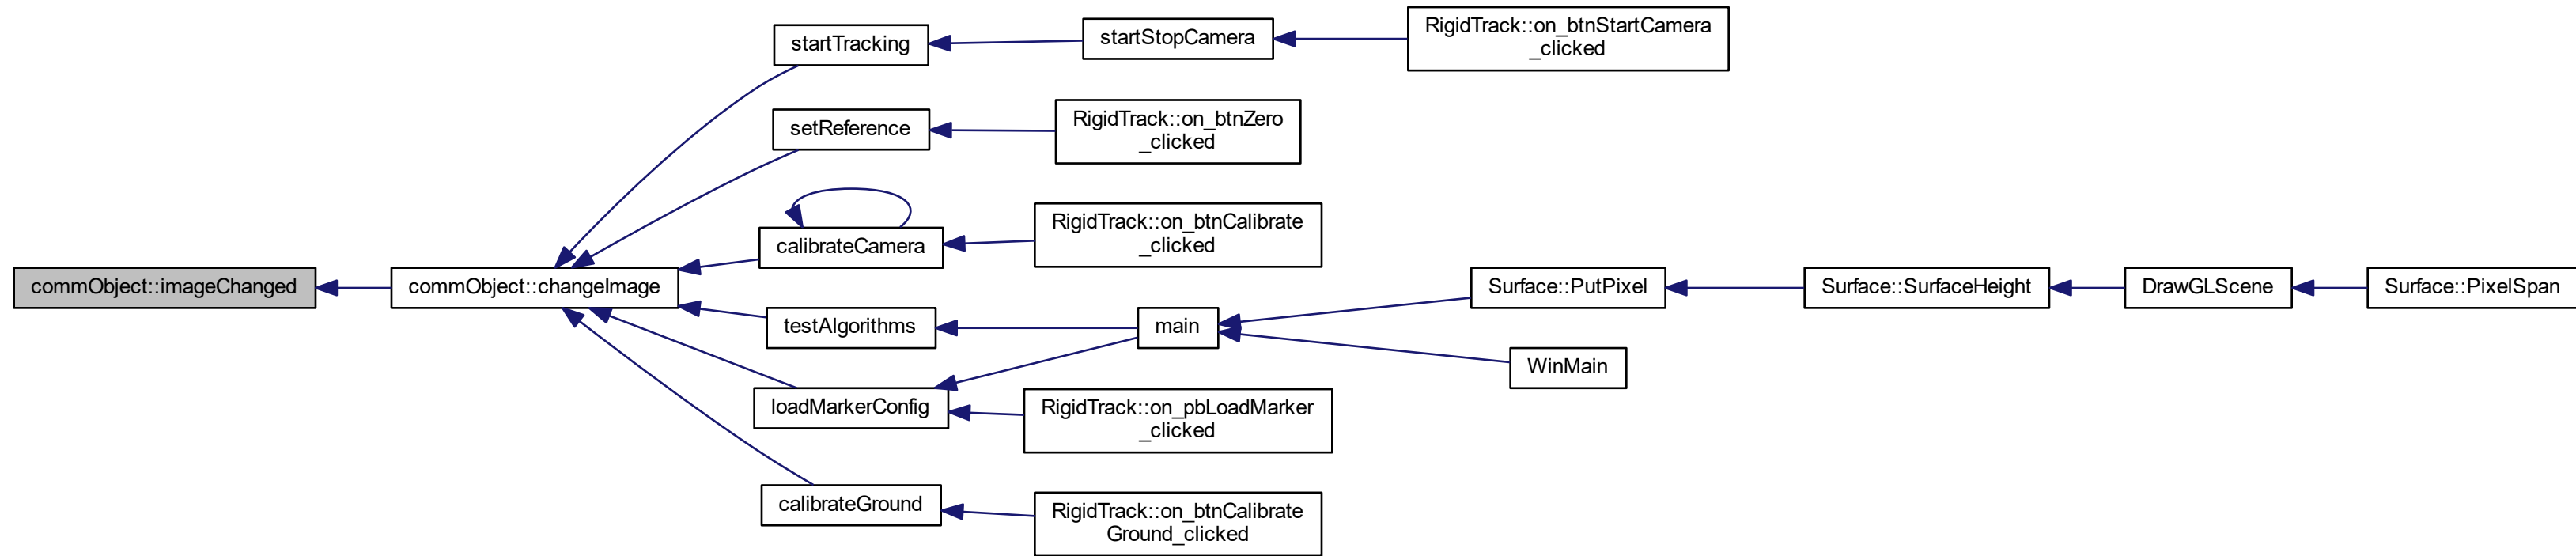 startTracking
startStopCamera
RigidTrack::on_btnStartCamera
_clicked
setReference
RigidTrack::on_btnZero
_clicked
calibrateCamera
RigidTrack::on_btnCalibrate
_clicked
commObject::imageChanged
commObject::changeImage
testAlgorithms
main
Surface::PutPixel
Surface::SurfaceHeight
DrawGLScene
Surface::PixelSpan
WinMain
loadMarkerConfig
RigidTrack::on_pbLoadMarker
_clicked
calibrateGround
RigidTrack::on_btnCalibrate
Ground_clicked